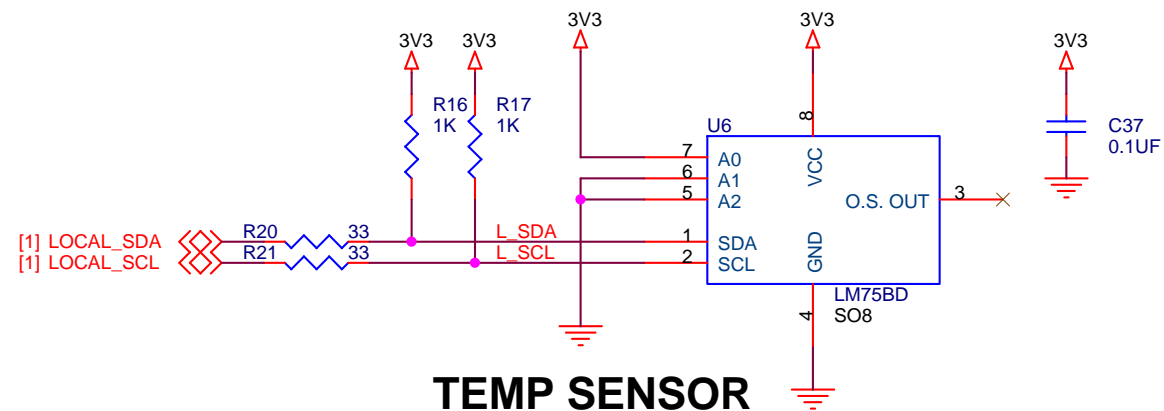 3V3
3V3 3V3 3V3 3V3
R16 R17
1K 1K
C37
0.1UF
U6
8
VCC
7 A0
6 A1
5 A2
O.S. OUT 3
[1] LOCAL_SDA R20 33 L_SDA 1 SDA
[1] LOCAL_SCL R21 33 L_SCL 2 SCL
GND
4
LM75BD
SO8
TEMP SENSOR